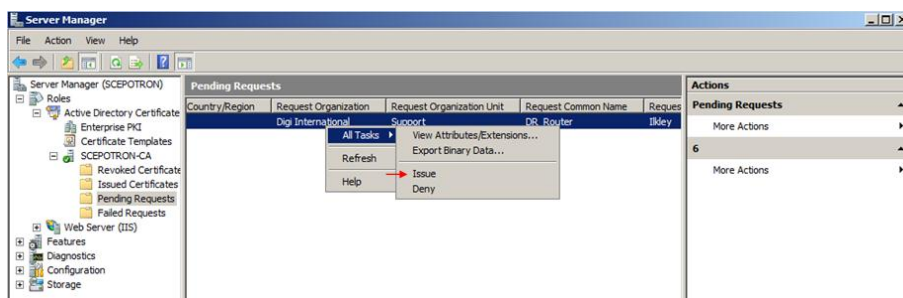 Server Manager
File Action View Help
Server Manager (SCEPOTRON)
Roles
Active Directory Certificate
Enterprise PKI
Certificate Templates
SCEPOTRON-CA
Revoked Certificate
Issued Certificates
Pending Requests
Failed Requests
Web Server (IIS)
Features
Diagnostics
Configuration
Storage
Pending Requests
Country/Region Request Organization Request Organization Unit Request Common Name Reques
Digi International Support DR_Router Ilkley
All Tasks
Refresh
Help
View Attributes/Extensions...
Export Binary Data...
Issue
Deny
Actions
Pending Requests
More Actions
6
More Actions